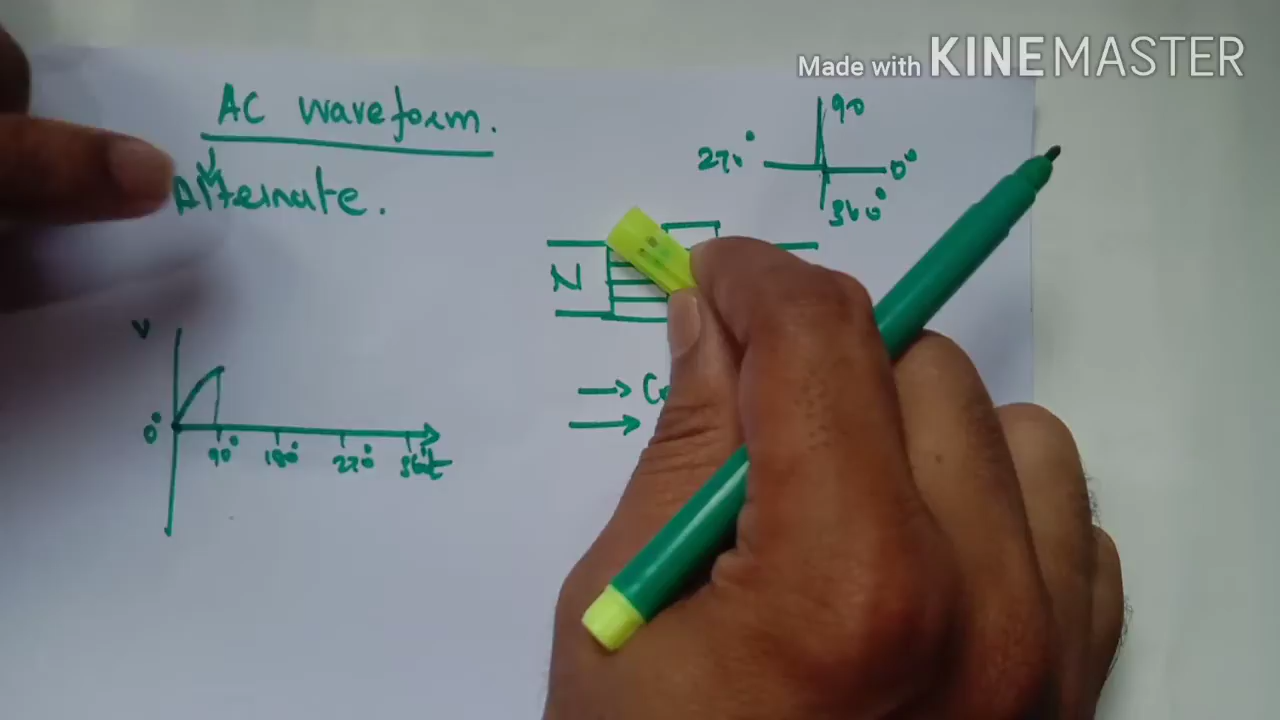 Made with KINEMASTER
AC waveform.
Alternate.
90
270°
0°
360°
N
V
0°
90° 180° 270° 360°